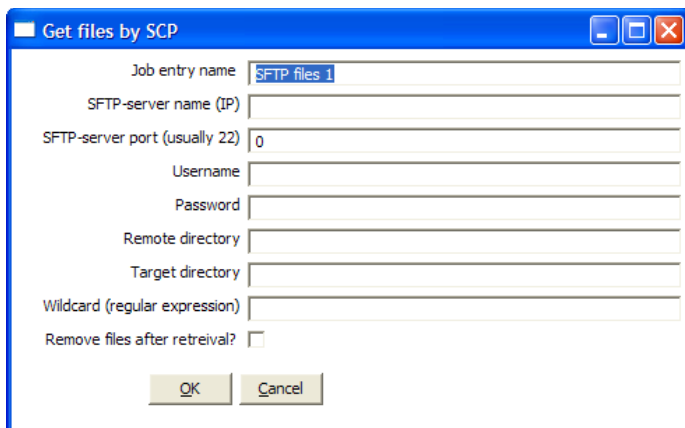 Get files by SCP
Job entry name SFTP files 1
SFTP-server name (IP)
SFTP-server port (usually 22) 0
Username
Password
Remote directory
Target directory
Wildcard (regular expression)
Remove files after retreival?
OK Cancel